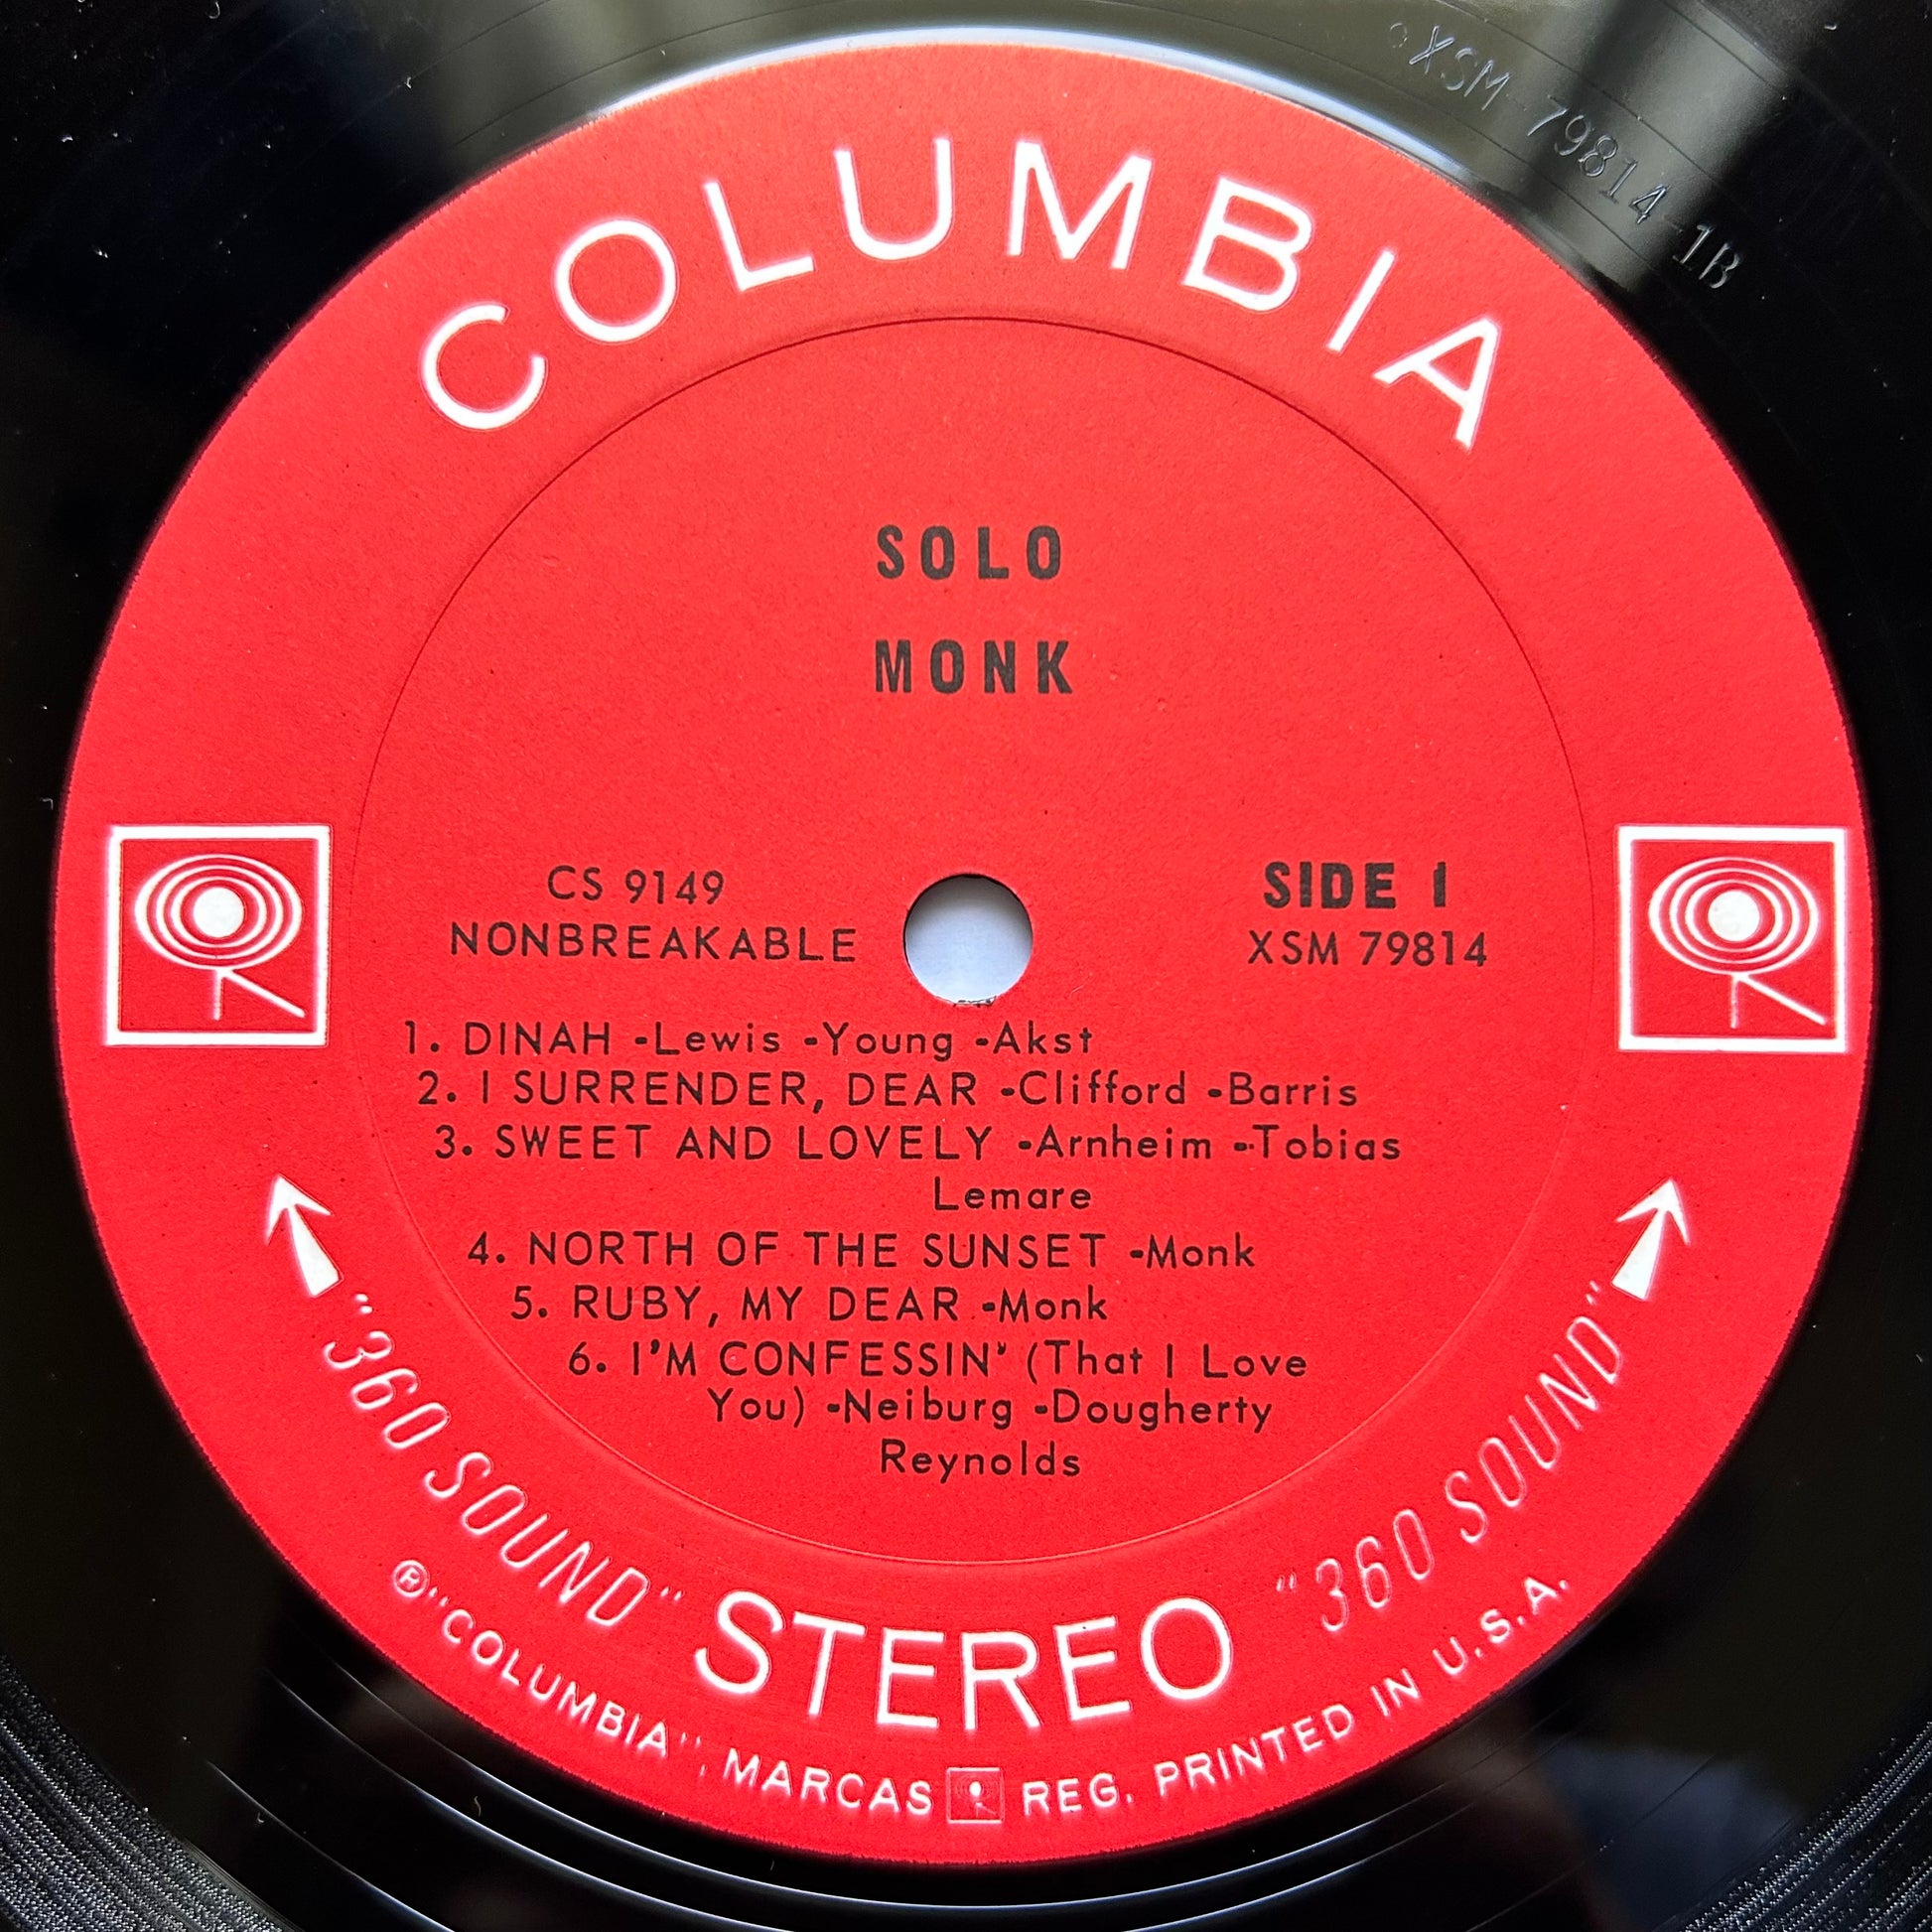 XSM 79814-1B
COLUMBIA
SOLO
MONK
CS 9149
NONBREAKABLE
SIDE 1
XSM 79814
1. DINAH -Lewis -Young -Akst
2. I SURRENDER, DEAR -Clifford -Barris
3. SWEET AND LOVELY -Arnheim -Tobias
Lemare
4. NORTH OF THE SUNSET -Monk
5. RUBY, MY DEAR -Monk
6. I'M CONFESSIN' (That I Love
You) -Neiburg -Dougherty
Reynolds
"360 SOUND" STEREO "360 SOUND"
®"COLUMBIA", MARCAS REG. PRINTED IN U.S.A.